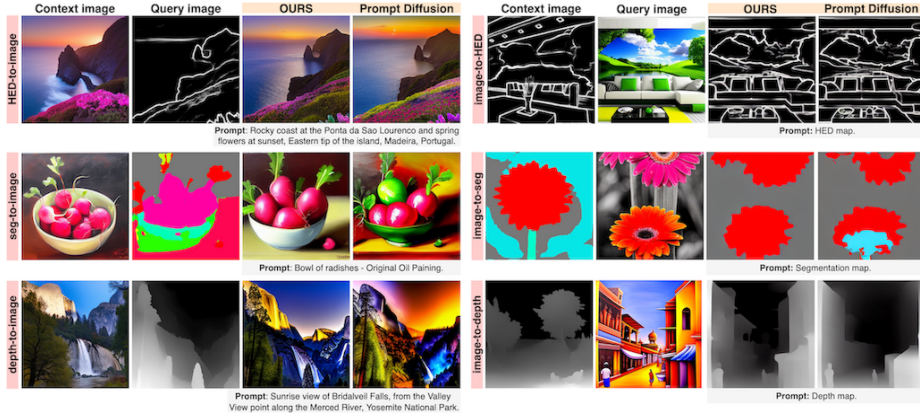 Context image Query image OURS Prompt Diffusion
HED-to-image
Prompt: Rocky coast at the Ponta da Sao Lourenco and spring
flowers at sunset, Eastern tip of the island, Madeira, Portugal.
seg-to-image
Prompt: Bowl of radishes - Original Oil Paining.
depth-to-image
Prompt: Sunrise view of Bridalveil Falls, from the Valley
View point along the Merced River, Yosemite National Park.
Context image Query image OURS Prompt Diffusion
image-to-HED
Prompt: HED map.
image-to-seg
Prompt: Segmentation map.
image-to-depth
Prompt: Depth map.